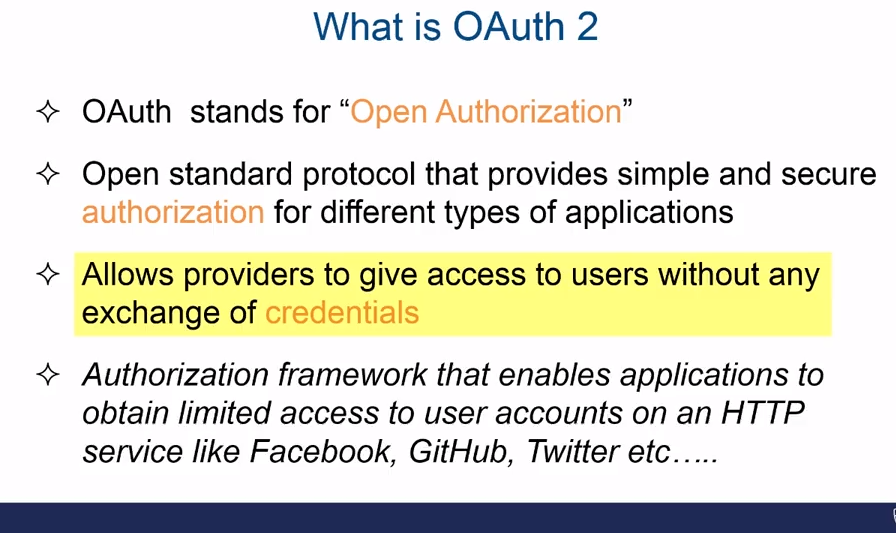 What is OAuth 2
✧ OAuth stands for “Open Authorization”
✧ Open standard protocol that provides simple and secure
authorization for different types of applications
✧ Allows providers to give access to users without any
exchange of credentials
✧ Authorization framework that enables applications to
obtain limited access to user accounts on an HTTP
service like Facebook, GitHub, Twitter etc…..